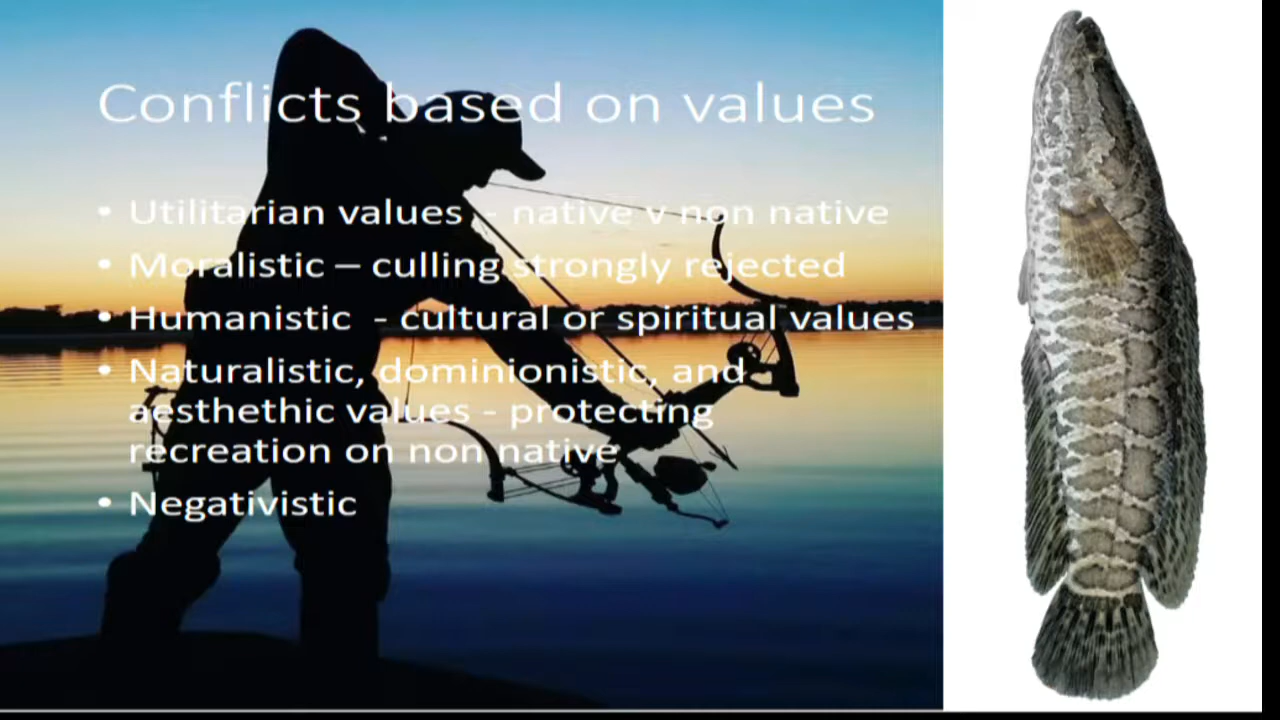 Conflicts based on values
• Utilitarian values - native v non native
• Moralistic – culling strongly rejected
• Humanistic - cultural or spiritual values
• Naturalistic, dominionistic, and
aesthethic values - protecting
recreation on non native
• Negativistic